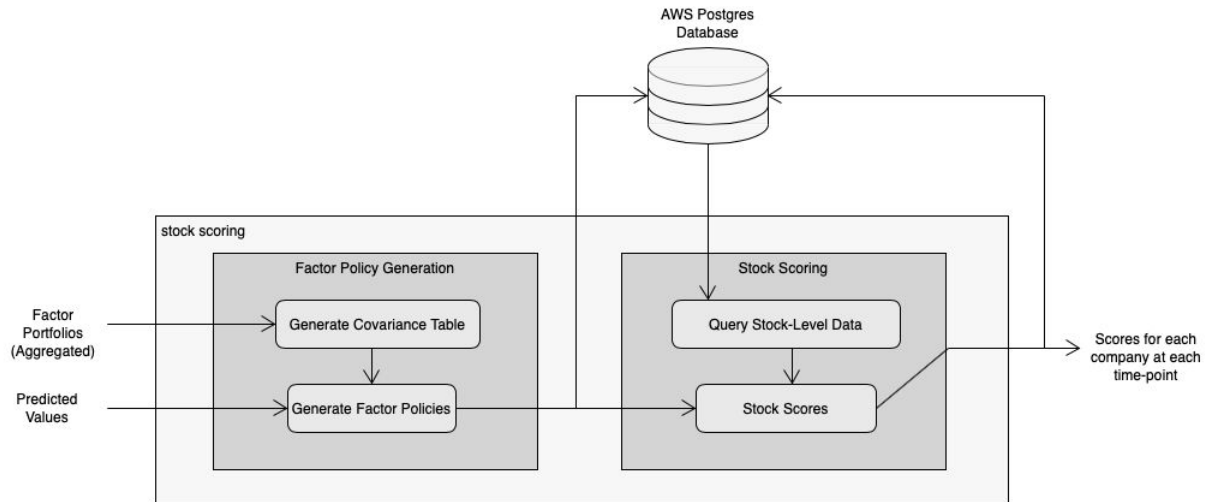 AWS Postgres
Database
stock scoring
Factor Policy Generation
Stock Scoring
Factor
Portfolios
(Aggregated)
Generate Covariance Table
Query Stock-Level Data
Scores for each
company at each
time-point
Predicted
Values
Generate Factor Policies
Stock Scores